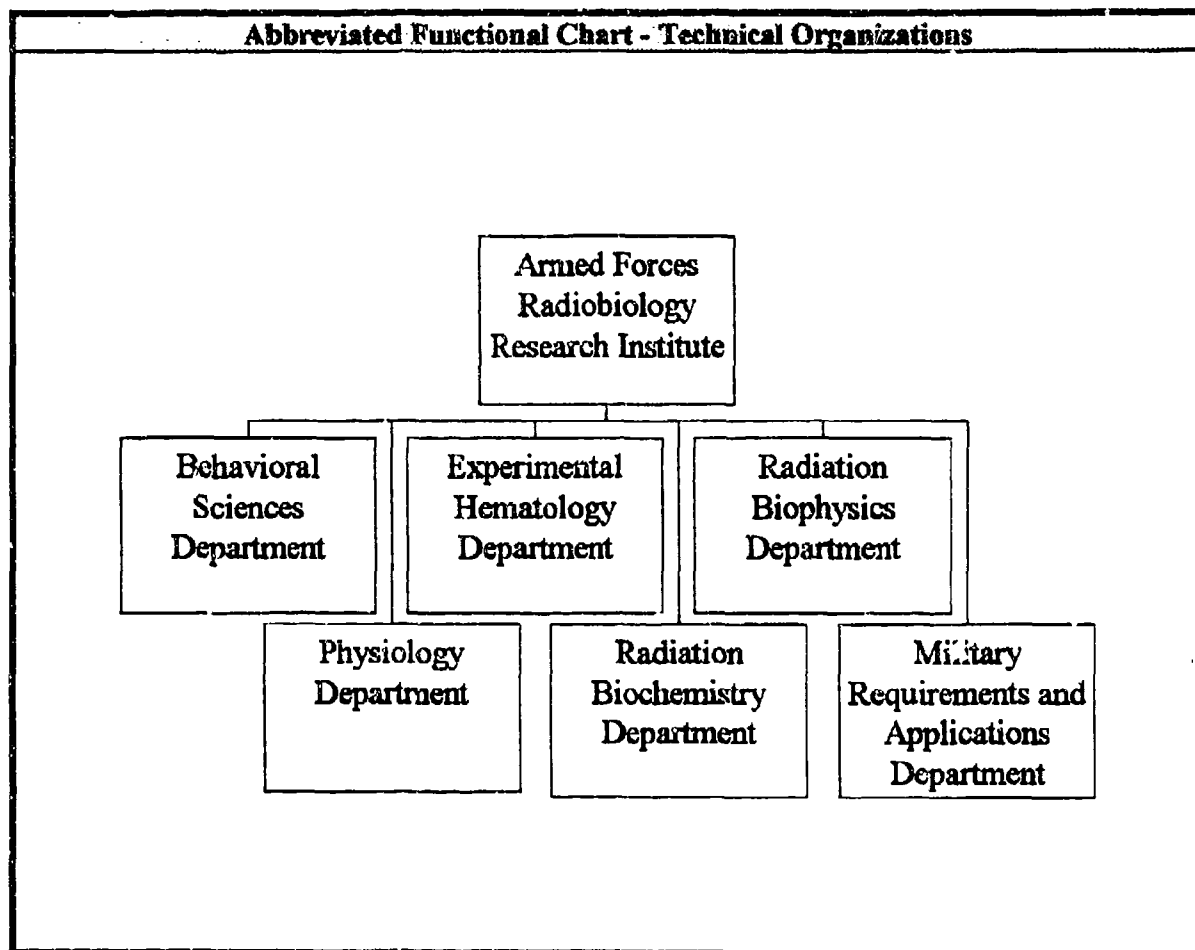 Abbreviated Functional Chart - Technical Organizations
Armed Forces
Radiobiology
Research Institute
Behavioral
Sciences
Department
Experimental
Hematology
Department
Radiation
Biophysics
Department
Physiology
Department
Radiation
Biochemistry
Department
Military
Requirements and
Applications
Department